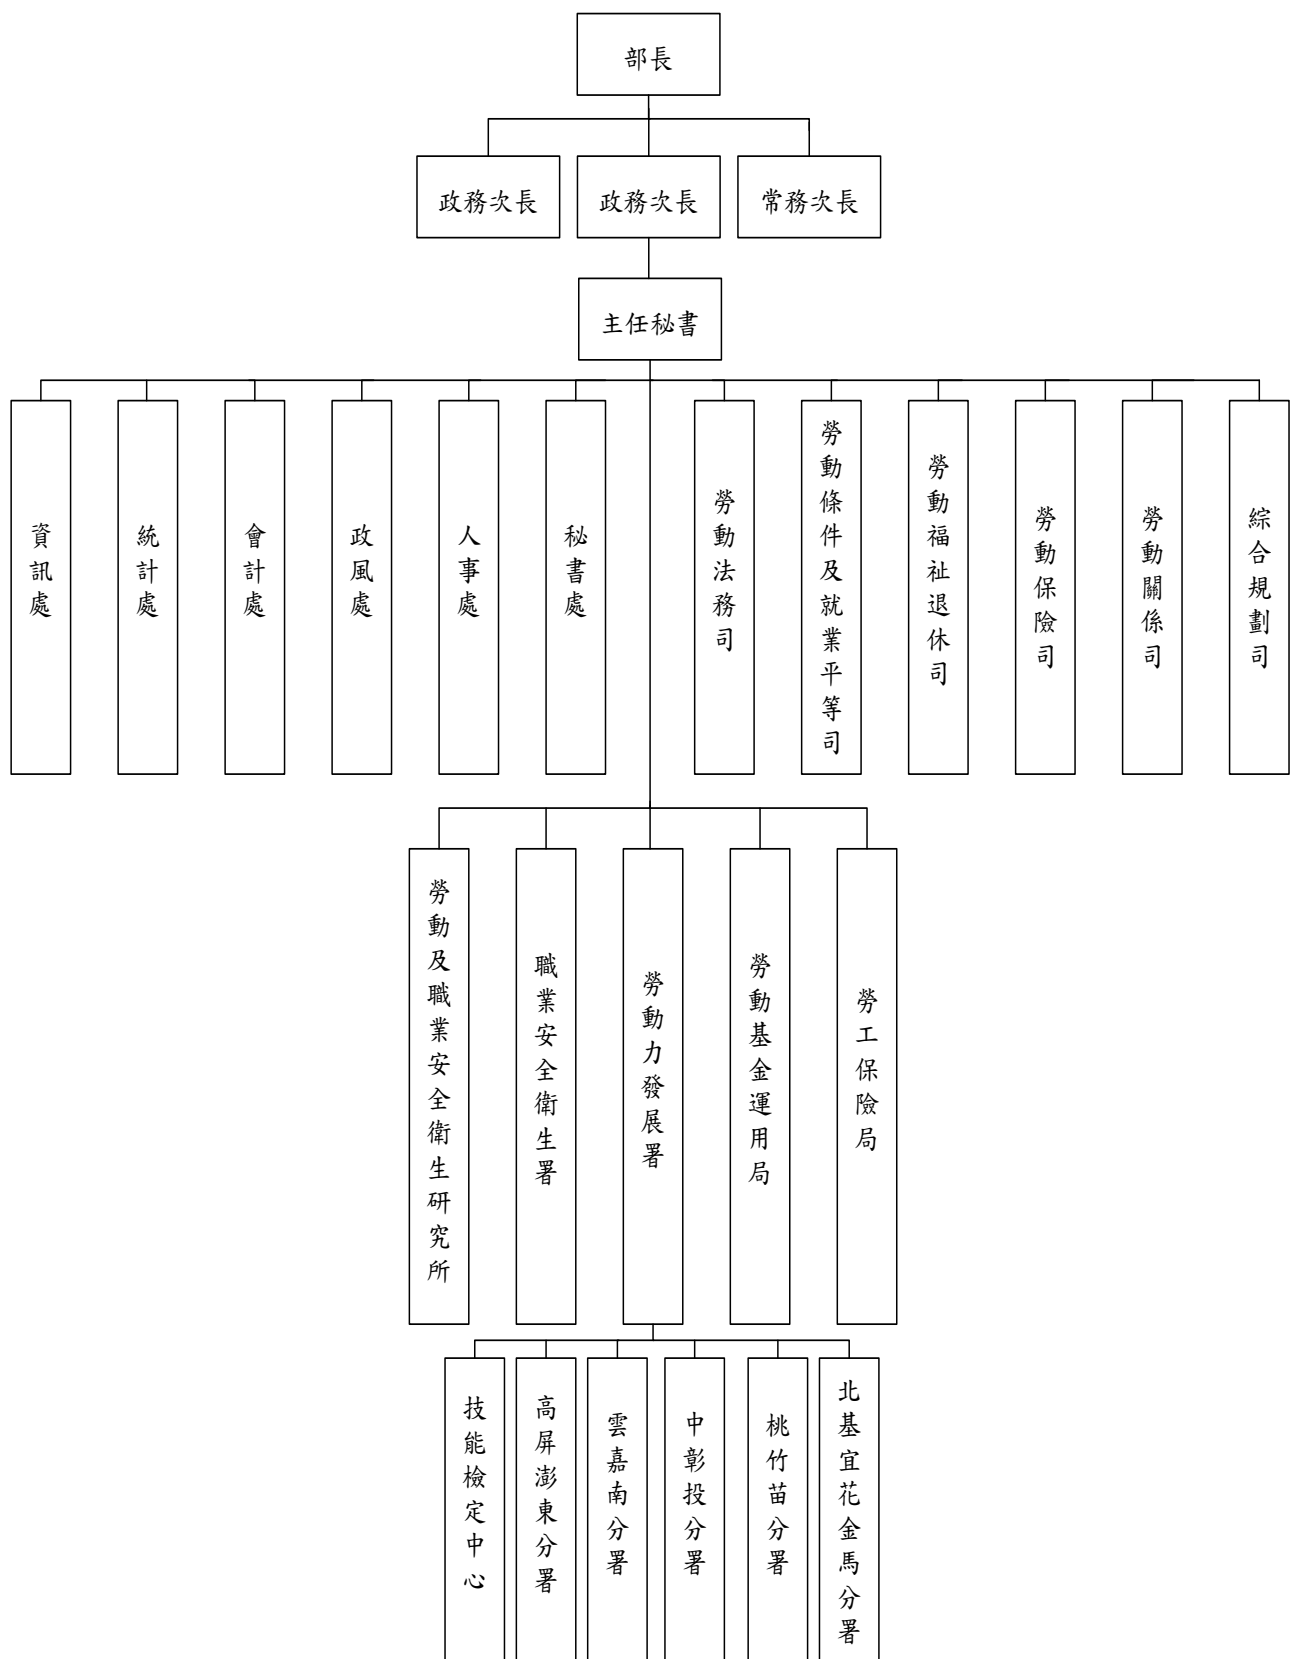 部長
政務次長
政務次長
常務次長
主任秘書
資訊處
統計處
會計處
政風處
人事處
秘書處
勞動法務司
勞動條件及就業平等司
勞動福祉退休司
勞動保險司
勞動關係司
綜合規劃司
勞動及職業安全衛生研究所
職業安全衛生署
勞動力發展署
勞動基金運用局
勞工保險局
技能檢定中心
高屏澎東分署
雲嘉南分署
中彰投分署
桃竹苗分署
北基宜花金馬分署